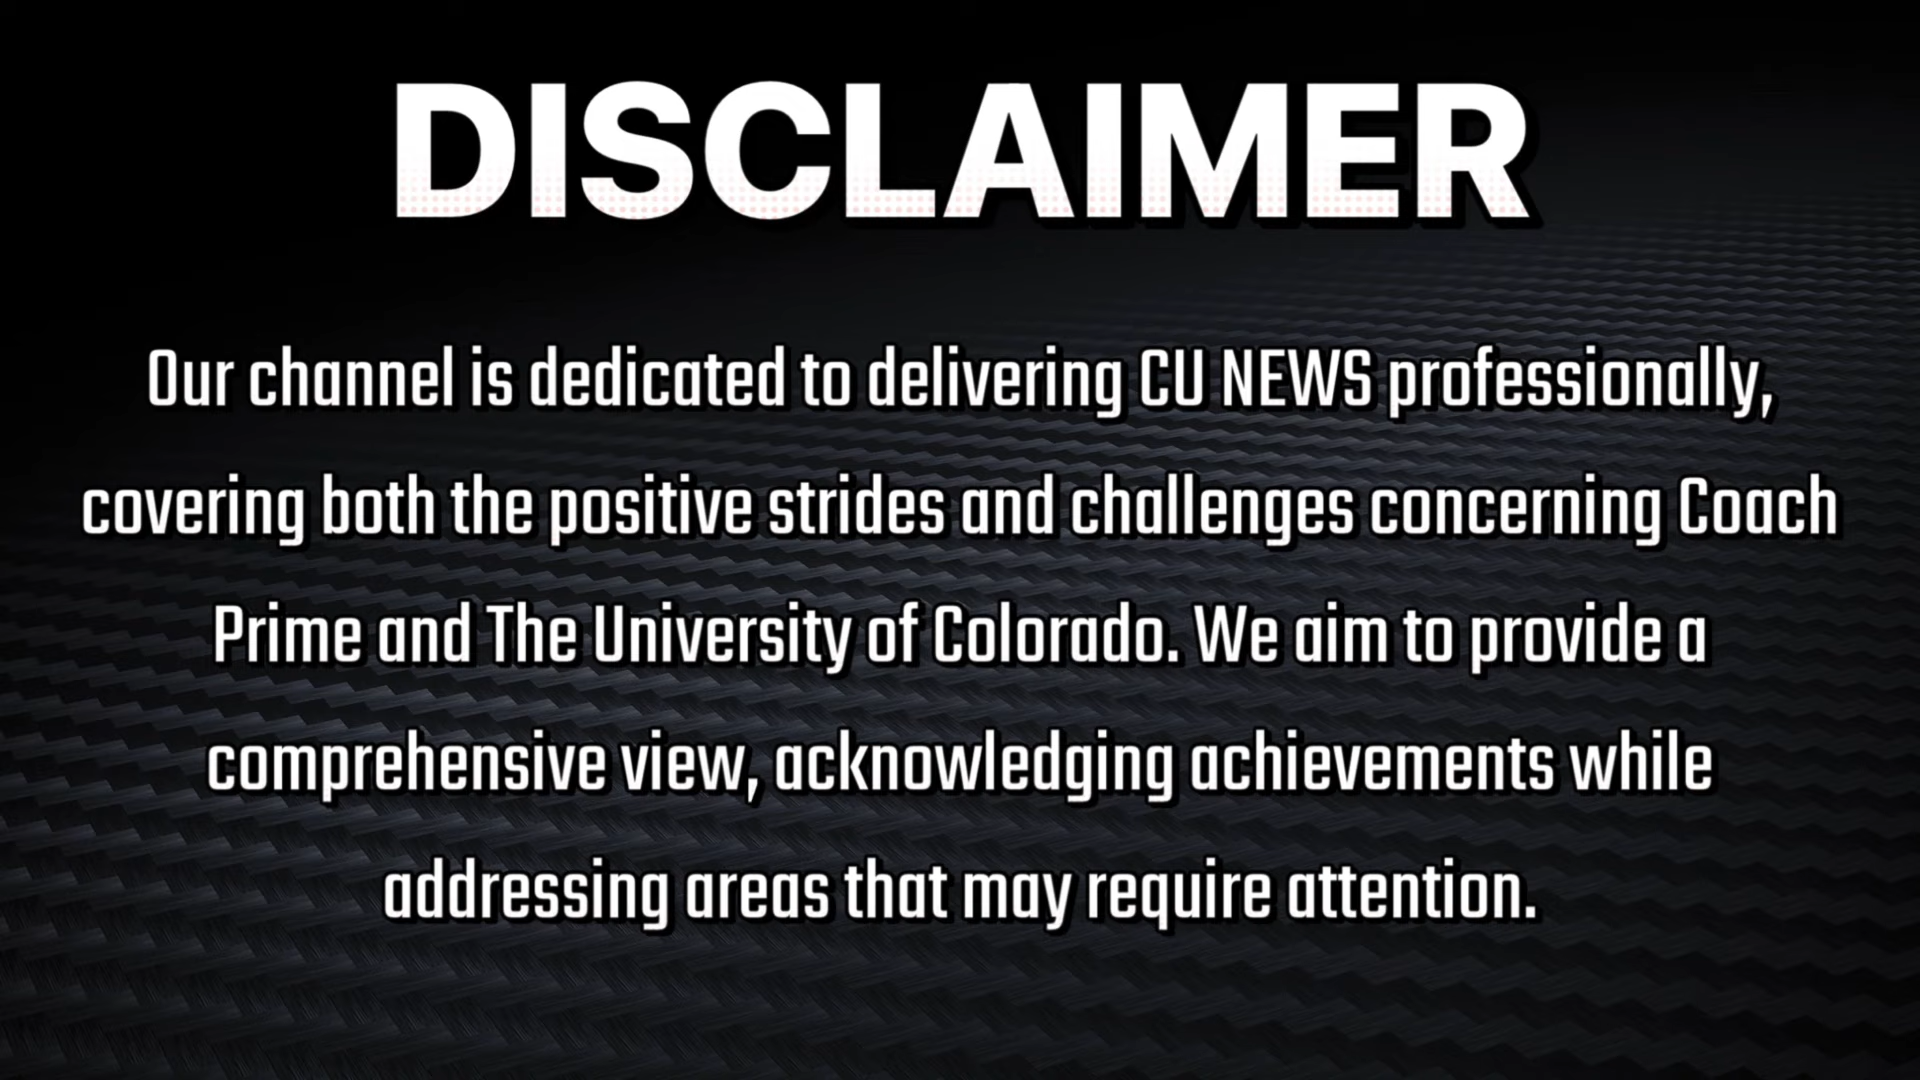 DISCLAIMER
Our channel is dedicated to delivering CU NEWS professionally,
covering both the positive strides and challenges concerning Coach
Prime and The University of Colorado. We aim to provide a
comprehensive view, acknowledging achievements while
addressing areas that may require attention.